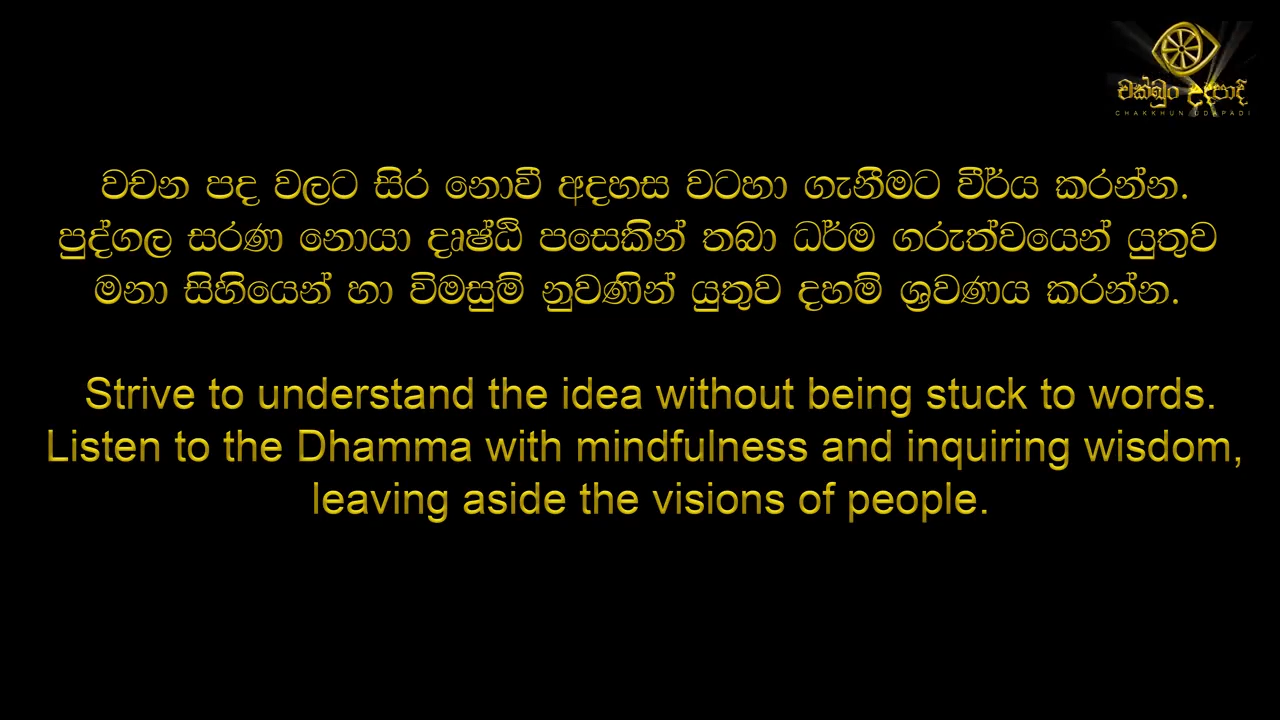 චක්ඛුං උදපාදි
CHAKKHUN UDAPADI
වචන පද වලට සිර නොවී අදහස වටහා ගැනීමට වීර්ය කරන්න.
පුද්ගල සරණ නොයා දෘෂ්ඨි පසෙකින් තබා ධර්ම ගරුත්වයෙන් යුතුව
මනා සිහියෙන් හා විමසුම් නුවණින් යුතුව දහම් ශ්‍රවණය කරන්න.
Strive to understand the idea without being stuck to words.
Listen to the Dhamma with mindfulness and inquiring wisdom,
leaving aside the visions of people.